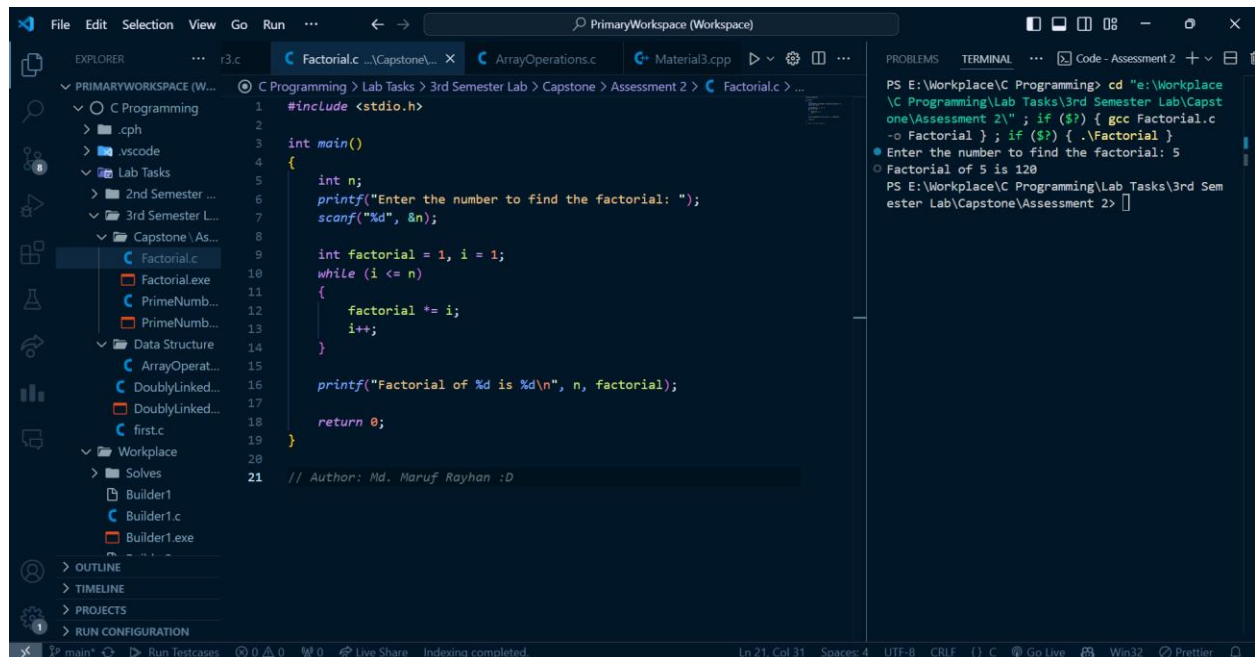 File Edit Selection View Go Run ... PrimaryWorkspace (Workspace)
EXPLORER ...
PRIMARYWORKSPACE (W...
C Programming
.cph
.vscode
8
Lab Tasks
2nd Semester ...
3rd Semester L...
Capstone \ As...
Factorial.c
Factorial.exe
PrimeNumb...
PrimeNumb...
Data Structure
ArrayOperat...
DoublyLinked...
DoublyLinked...
first.c
Workplace
Solves
Builder1
Builder1.c
Builder1.exe
OUTLINE
TIMELINE
PROJECTS
RUN CONFIGURATION
1
r3.c Factorial.c ...\Capstone\... ArrayOperations.c Material3.cpp ...
C Programming > Lab Tasks > 3rd Semester Lab > Capstone > Assessment 2 > Factorial.c > ...
1 #include <stdio.h>
2
3 int main()
4 {
5 int n;
6 printf("Enter the number to find the factorial: ");
7 scanf("%d", &n);
8
9 int factorial = 1, i = 1;
10 while (i <= n)
11 {
12 factorial *= i;
13 i++;
14 }
15
16 printf("Factorial of %d is %d\n", n, factorial);
17
18 return 0;
19 }
20
21 // Author: Md. Maruf Rayhan :D
PROBLEMS TERMINAL ... Code - Assessment 2
PS E:\Workplace\C Programming> cd "e:\Workplace
\C Programming\Lab Tasks\3rd Semester Lab\Capst
one\Assessment 2\" ; if ($?) { gcc Factorial.c
-o Factorial } ; if ($?) { .\Factorial }
Enter the number to find the factorial: 5
Factorial of 5 is 120
PS E:\Workplace\C Programming\Lab Tasks\3rd Sem
ester Lab\Capstone\Assessment 2>
main* Run Testcases 0 0 0 Live Share Indexing completed. Ln 21, Col 31 Spaces: 4 UTF-8 CRLF {} C Go Live Win32 Prettier